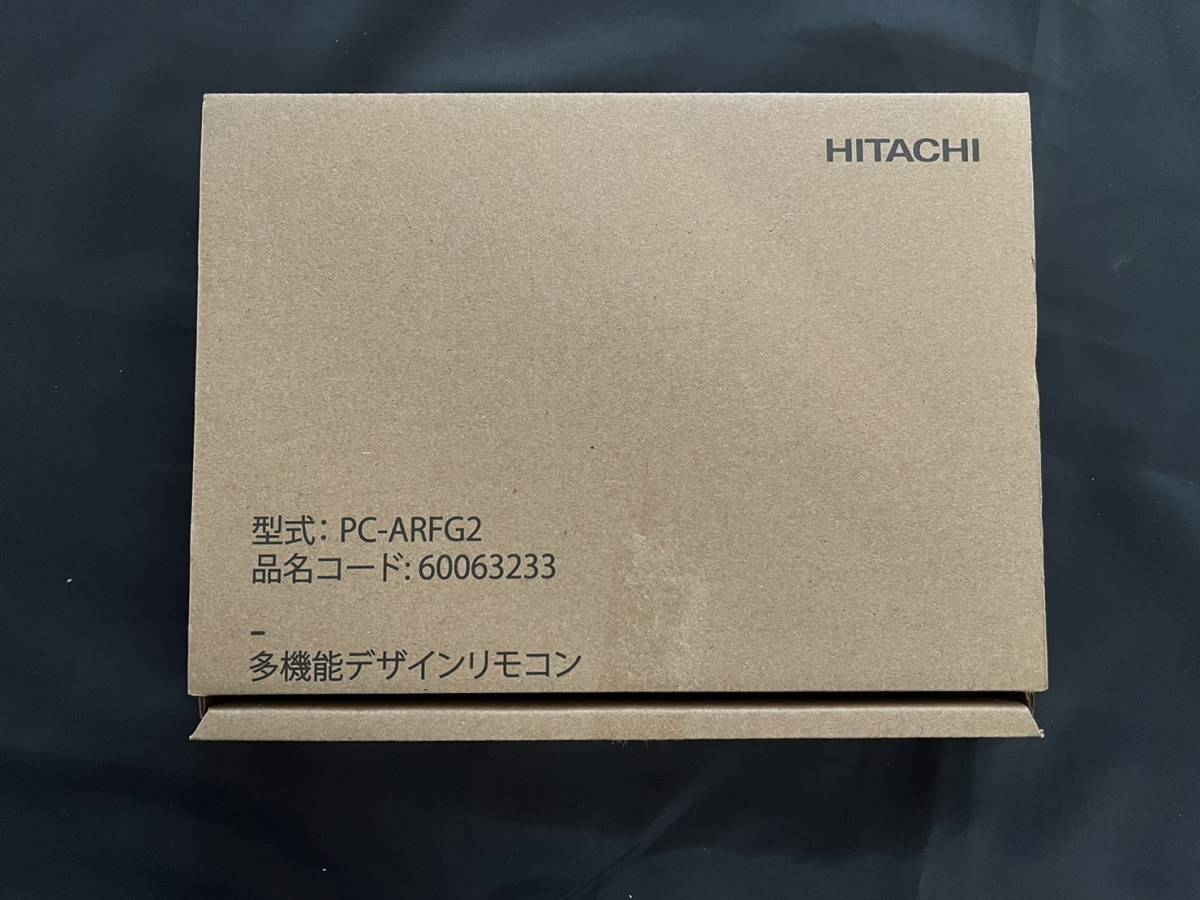 HITACHI
型式: PC-ARFG2
品名コード: 60063233
–
多機能デザインリモコン